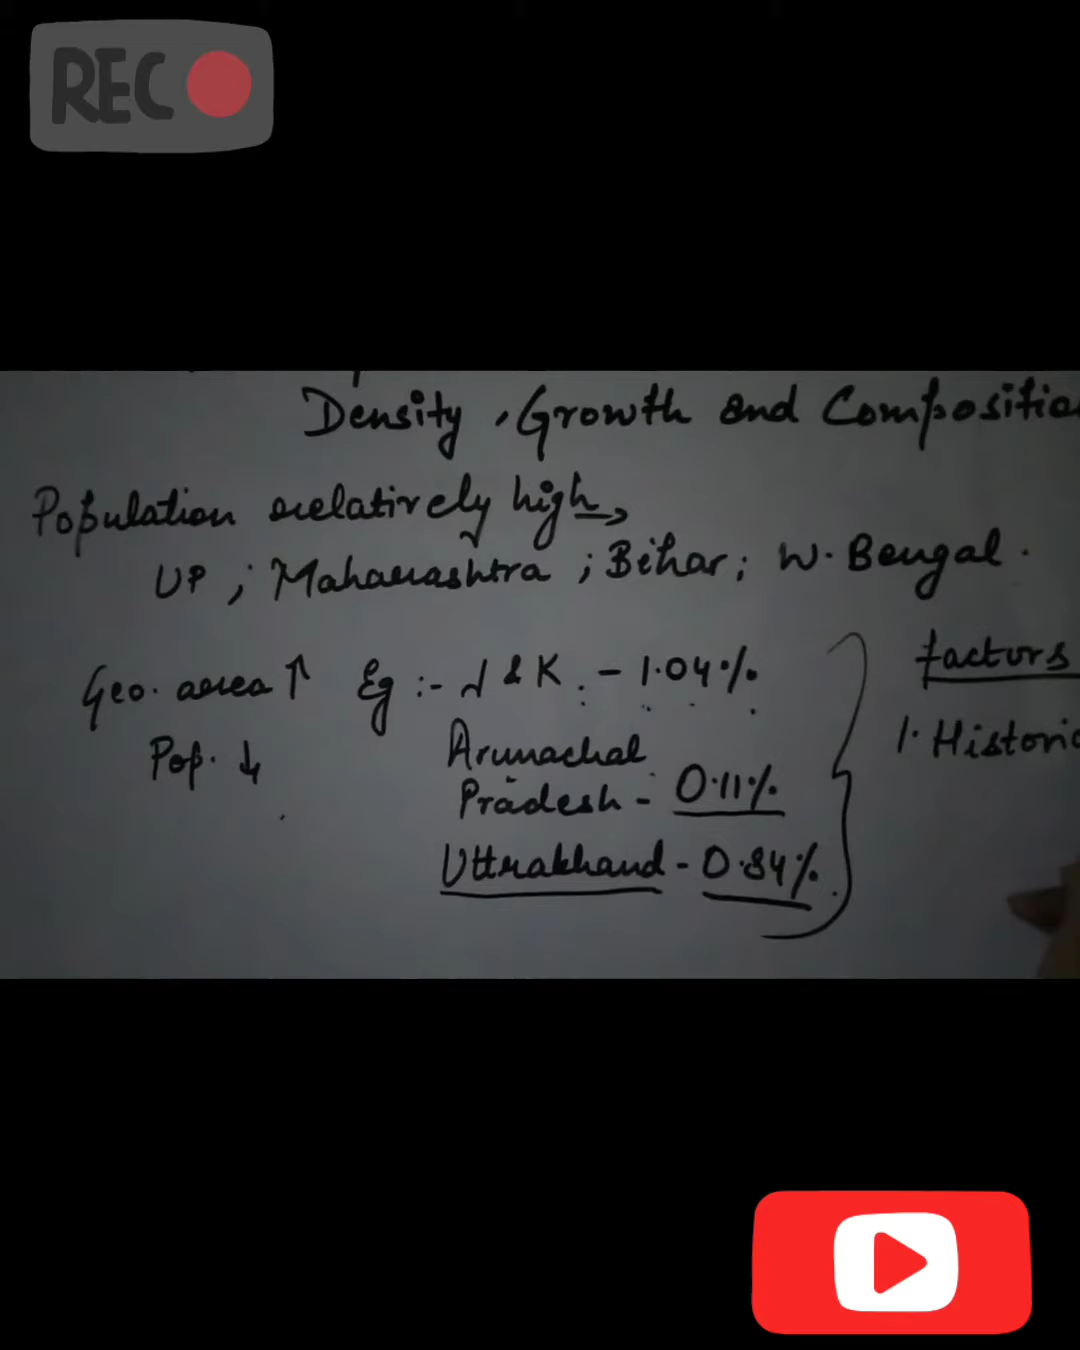 REC
Density, Growth and Composition
Population relatively high →
UP ; Maharashtra ; Bihar ; W. Bengal.
Geo. area ↑ Eg :- J & K. - 1.04%
Pop. ↓
Arunachal
Pradesh - 0.11%
Uttrakhand - 0.84%
factors
1. Historic